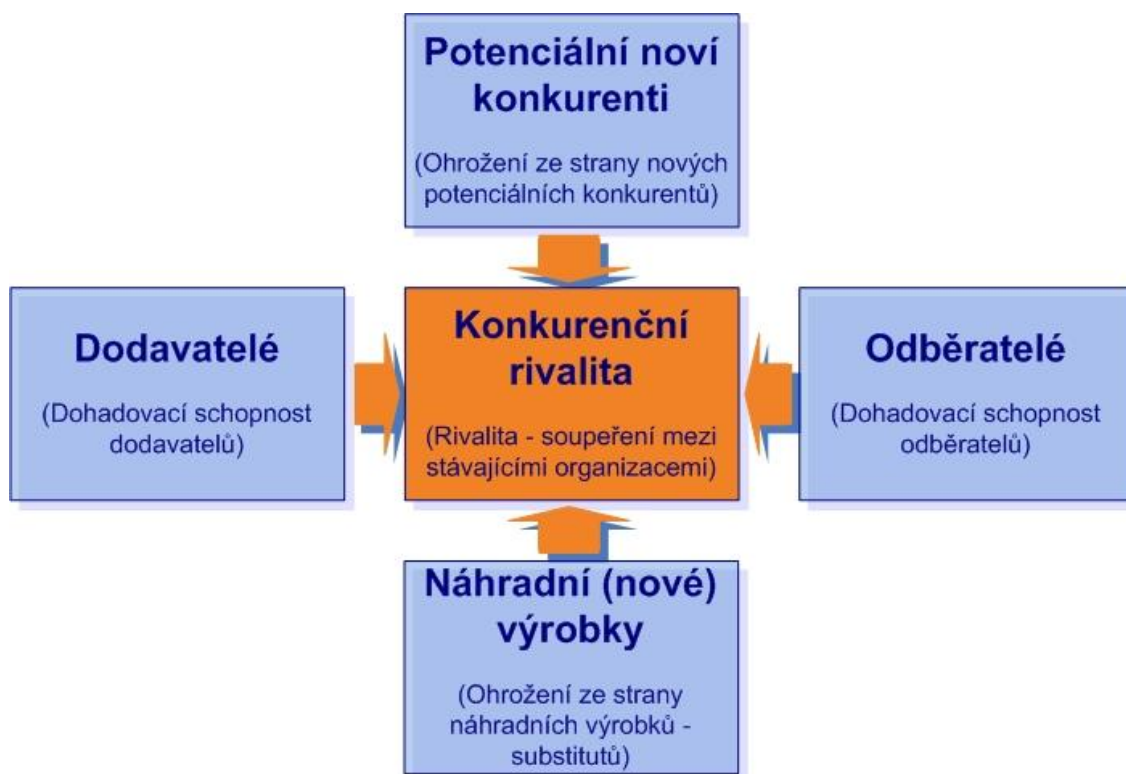 Potenciální noví
konkurenti
(Ohrožení ze strany nových
potenciálních konkurentů)
Dodavatelé
(Dohadovací schopnost
dodavatelů)
Konkurenční
rivalita
(Rivalita - soupeření mezi
stávajícími organizacemi)
Odběratelé
(Dohadovací schopnost
odběratelů)
Náhradní (nové)
výrobky
(Ohrožení ze strany
náhradních výrobků -
substitutů)